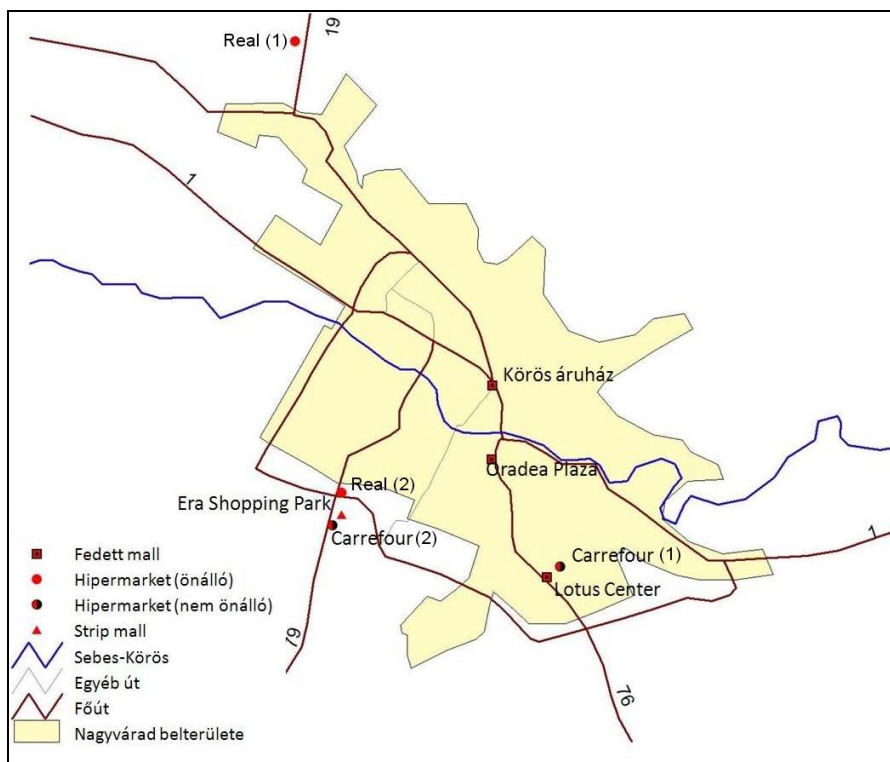 Real (1)
19
1
Körös áruház
Oradea Plaza
Real (2)
Era Shopping Park
Carrefour (2)
Carrefour (1)
1
Lotus Center
79
76
Fedett mall
Hipermarket (önálló)
Hipermarket (nem önálló)
Strip mall
Sebes-Körös
Egyéb út
Főút
Nagyvárad belterülete